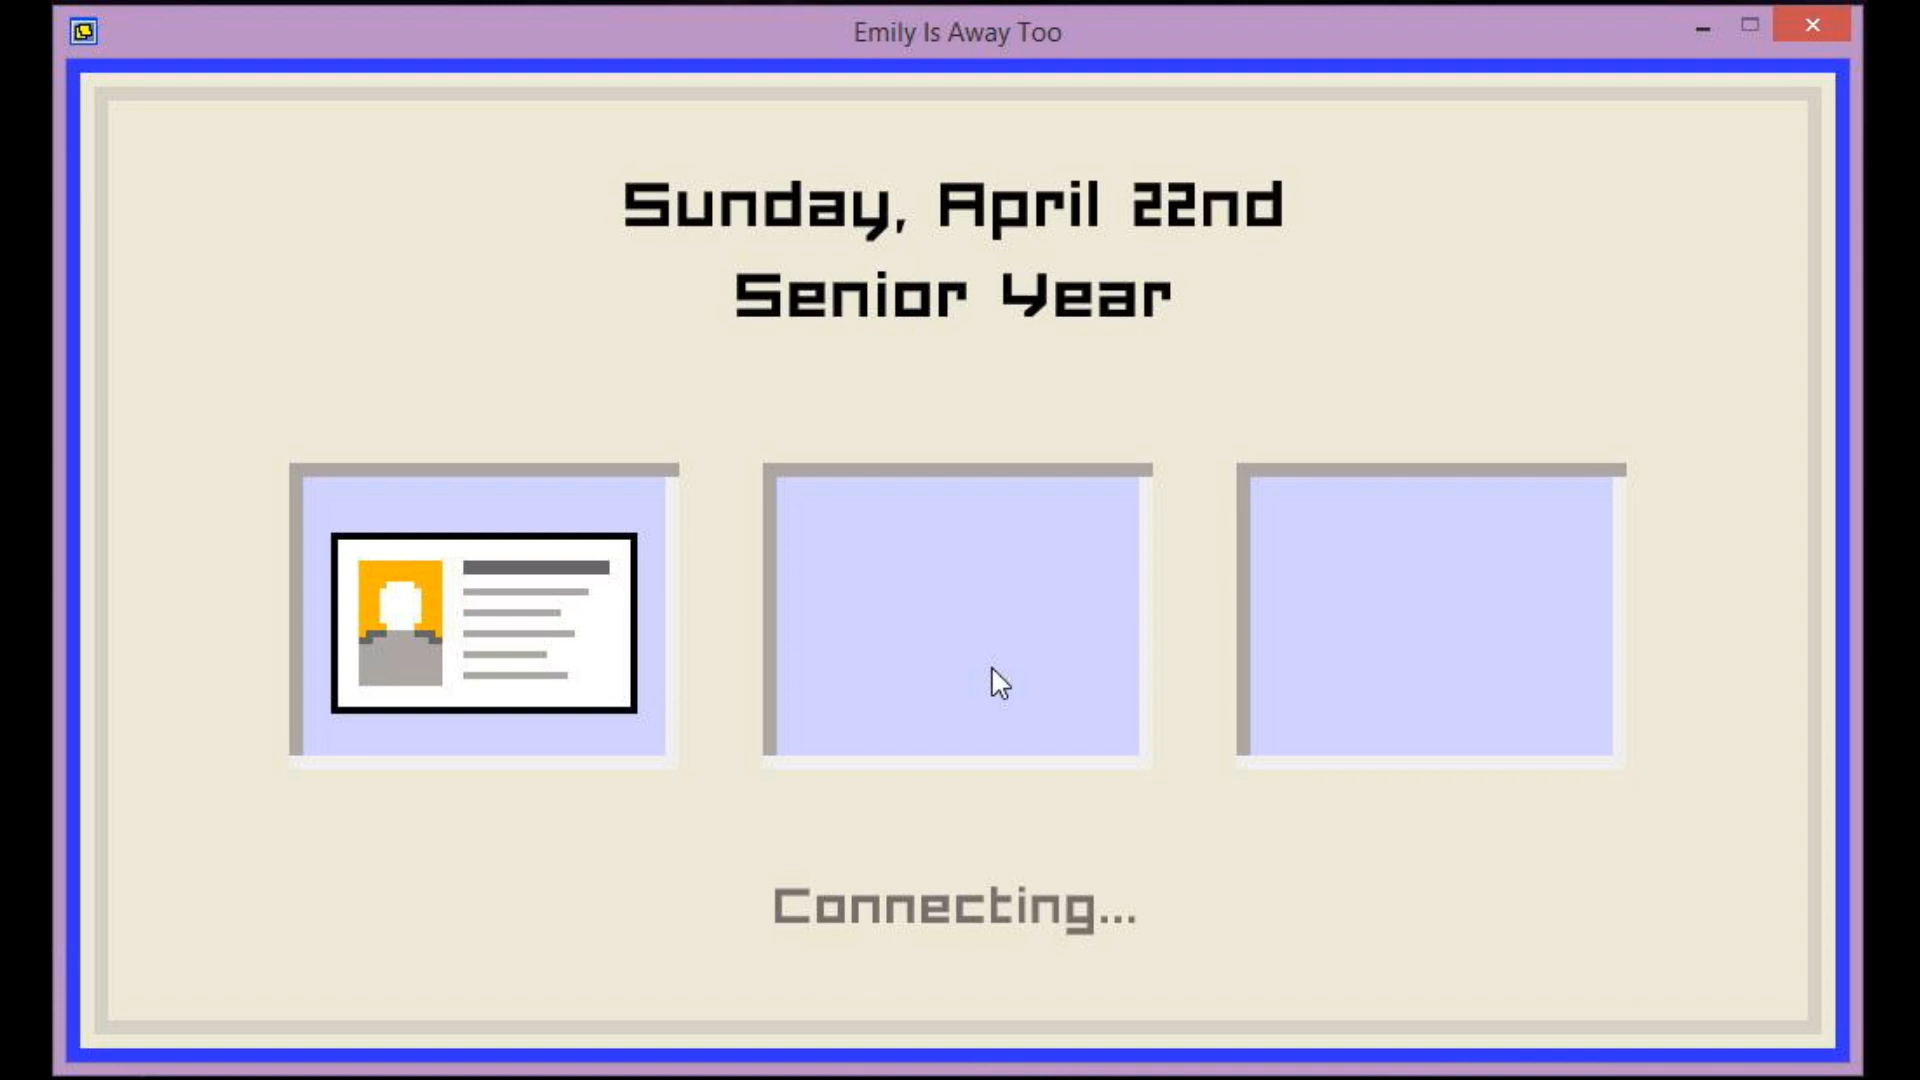 Emily Is Away Too
Sunday, April 22nd
Senior Year
Connecting...